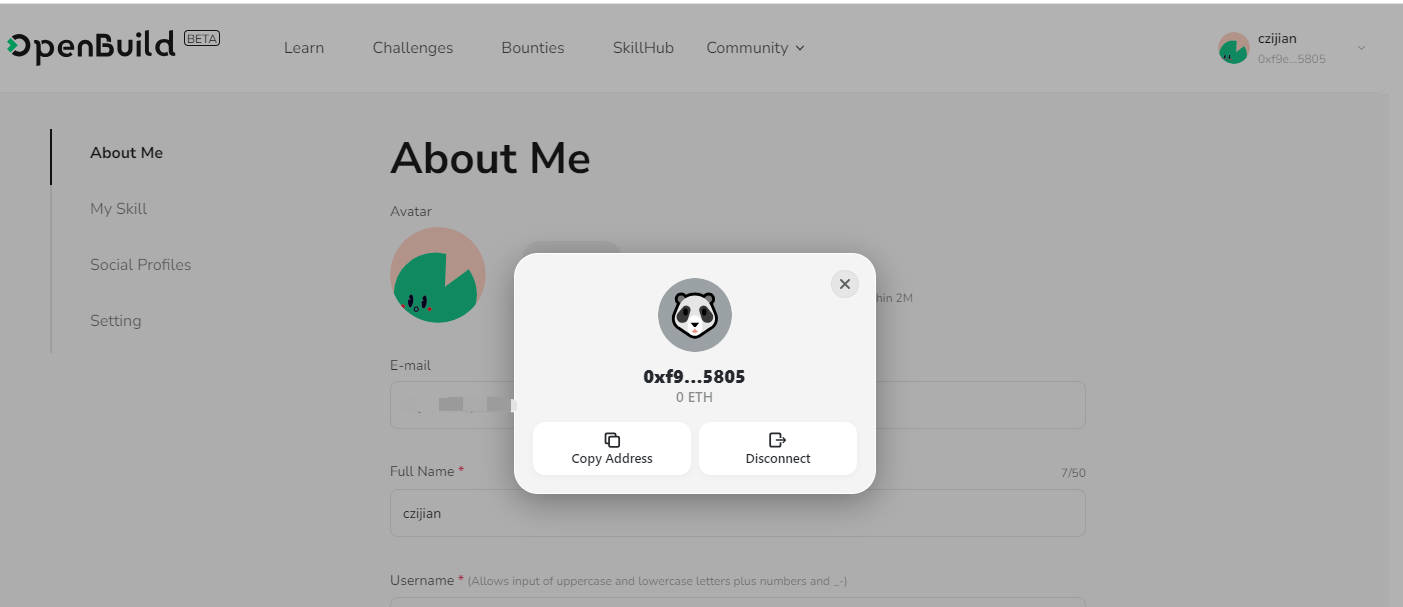 OpenBuild BETA
Learn Challenges Bounties SkillHub Community
czijian
0xf9e...5805
About Me
My Skill
Social Profiles
Setting
About Me
Avatar
2M
E-mail
0xf9...5805
0 ETH
Copy Address Disconnect
Full Name * 7/50
czijian
Username * (Allows input of uppercase and lowercase letters plus numbers and _-)